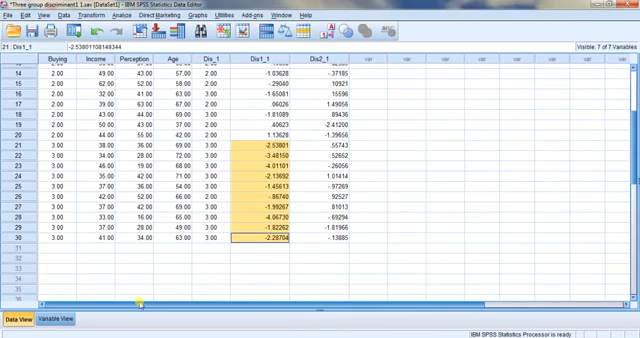 *Three group discriminant1 1.sav [DataSet1] - IBM SPSS Statistics Data Editor
File Edit View Data Transform Analyze Direct Marketing Graphs Utilities Add-ons Window Help
21 : Dis1_1 -2.53801108149344 Visible: 7 of 7 Variables
Buying Income Perception Age Dis_1 Dis1_1 Dis2_1 var var var var var
14 2.00 49.00 43.00 57.00 2.00 -1.03628 -.37185
15 2.00 62.00 52.00 58.00 2.00 -.29040 .10921
16 2.00 32.00 41.00 63.00 2.00 -1.65081 .15596
17 2.00 39.00 63.00 67.00 2.00 .06026 1.49056
18 2.00 43.00 44.00 69.00 2.00 -1.81089 .89436
19 2.00 50.00 43.00 37.00 2.00 .40623 -2.41200
20 2.00 44.00 55.00 42.00 2.00 1.13628 -1.39656
21 3.00 38.00 36.00 69.00 3.00 -2.53801 .55743
22 3.00 34.00 28.00 72.00 3.00 -3.48150 .52652
23 3.00 46.00 19.00 68.00 3.00 -4.01101 -.26056
24 3.00 42.00 41.00 71.00 3.00 -2.13692 1.01414
25 3.00 37.00 36.00 54.00 3.00 -1.45613 -.97269
26 3.00 42.00 52.00 66.00 2.00 -.86740 .92527
27 3.00 37.00 42.00 69.00 3.00 -1.99267 .81013
28 3.00 33.00 16.00 65.00 3.00 -4.06730 -.69294
29 3.00 37.00 28.00 49.00 3.00 -1.82262 -1.81966
30 3.00 41.00 34.00 63.00 3.00 -2.28704 -.13885
31
32
33
34
35
Data View Variable View
IBM SPSS Statistics Processor is ready